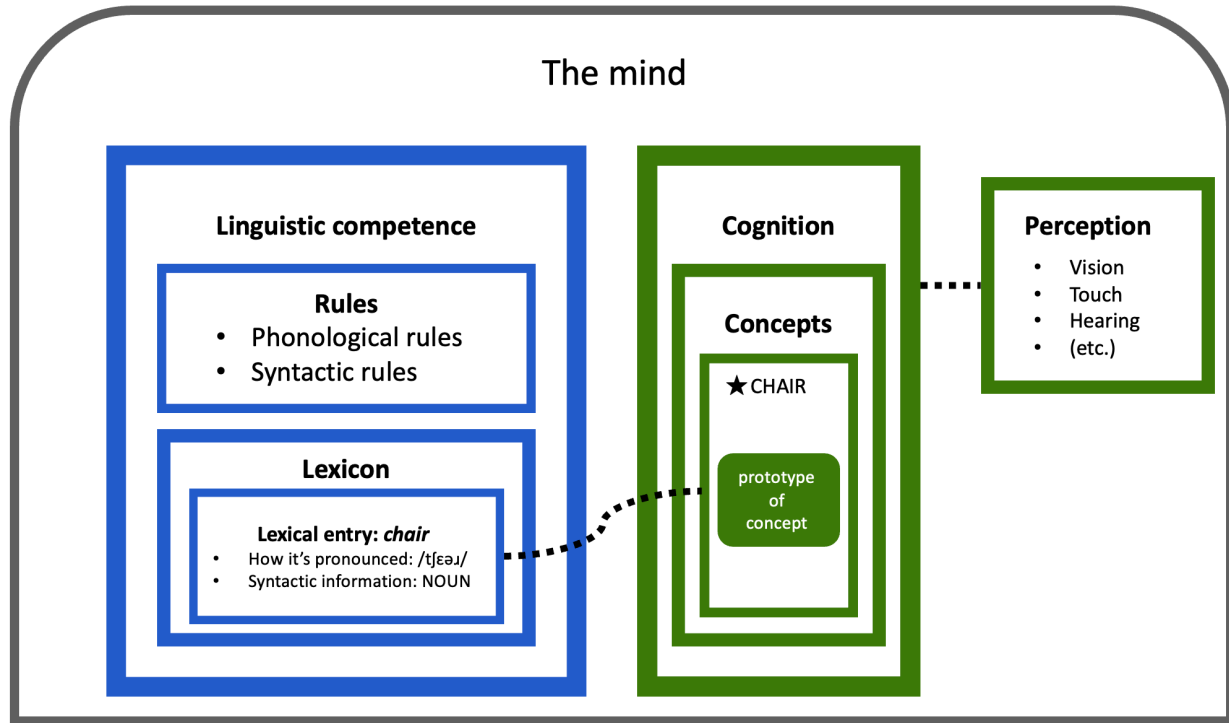 The mind
Linguistic competence
Rules
• Phonological rules
• Syntactic rules
Lexicon
Lexical entry: chair
• How it’s pronounced: /tʃɛəɹ/
• Syntactic information: NOUN
Cognition
Concepts
★ CHAIR
prototype
of
concept
Perception
• Vision
• Touch
• Hearing
• (etc.)